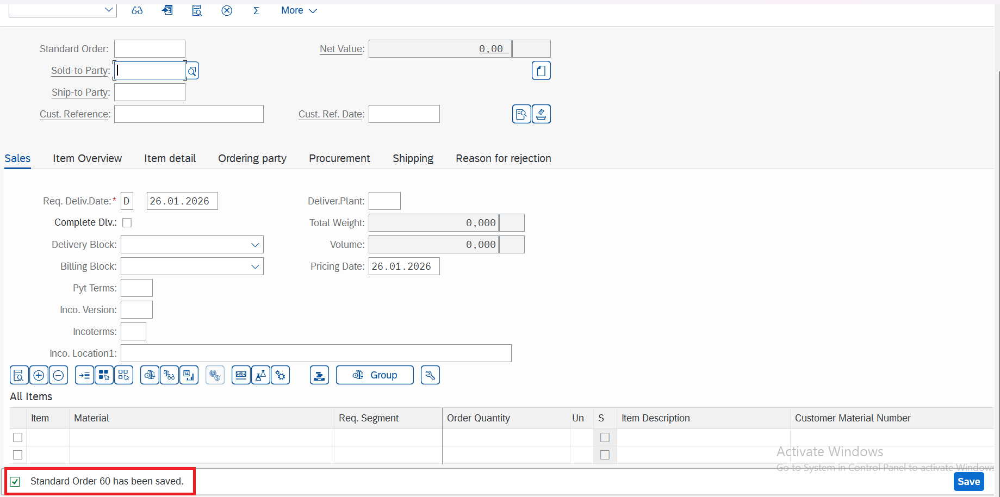 More
Standard Order:
Net Value: 0,00
Sold-to Party:
Ship-to Party:
Cust. Reference:
Cust. Ref. Date:
Sales Item Overview Item detail Ordering party Procurement Shipping Reason for rejection
Req. Deliv.Date:* D 26.01.2026 Deliver.Plant:
Complete Dlv.: Total Weight: 0,000
Delivery Block: Volume: 0,000
Billing Block: Pricing Date: 26.01.2026
Pyt Terms:
Inco. Version:
Incoterms:
Inco. Location1:
Group
All Items
Item Material Req. Segment Order Quantity Un S Item Description Customer Material Number
Activate Windows
Go to System in Control Panel to activate Windows
Standard Order 60 has been saved.
Save